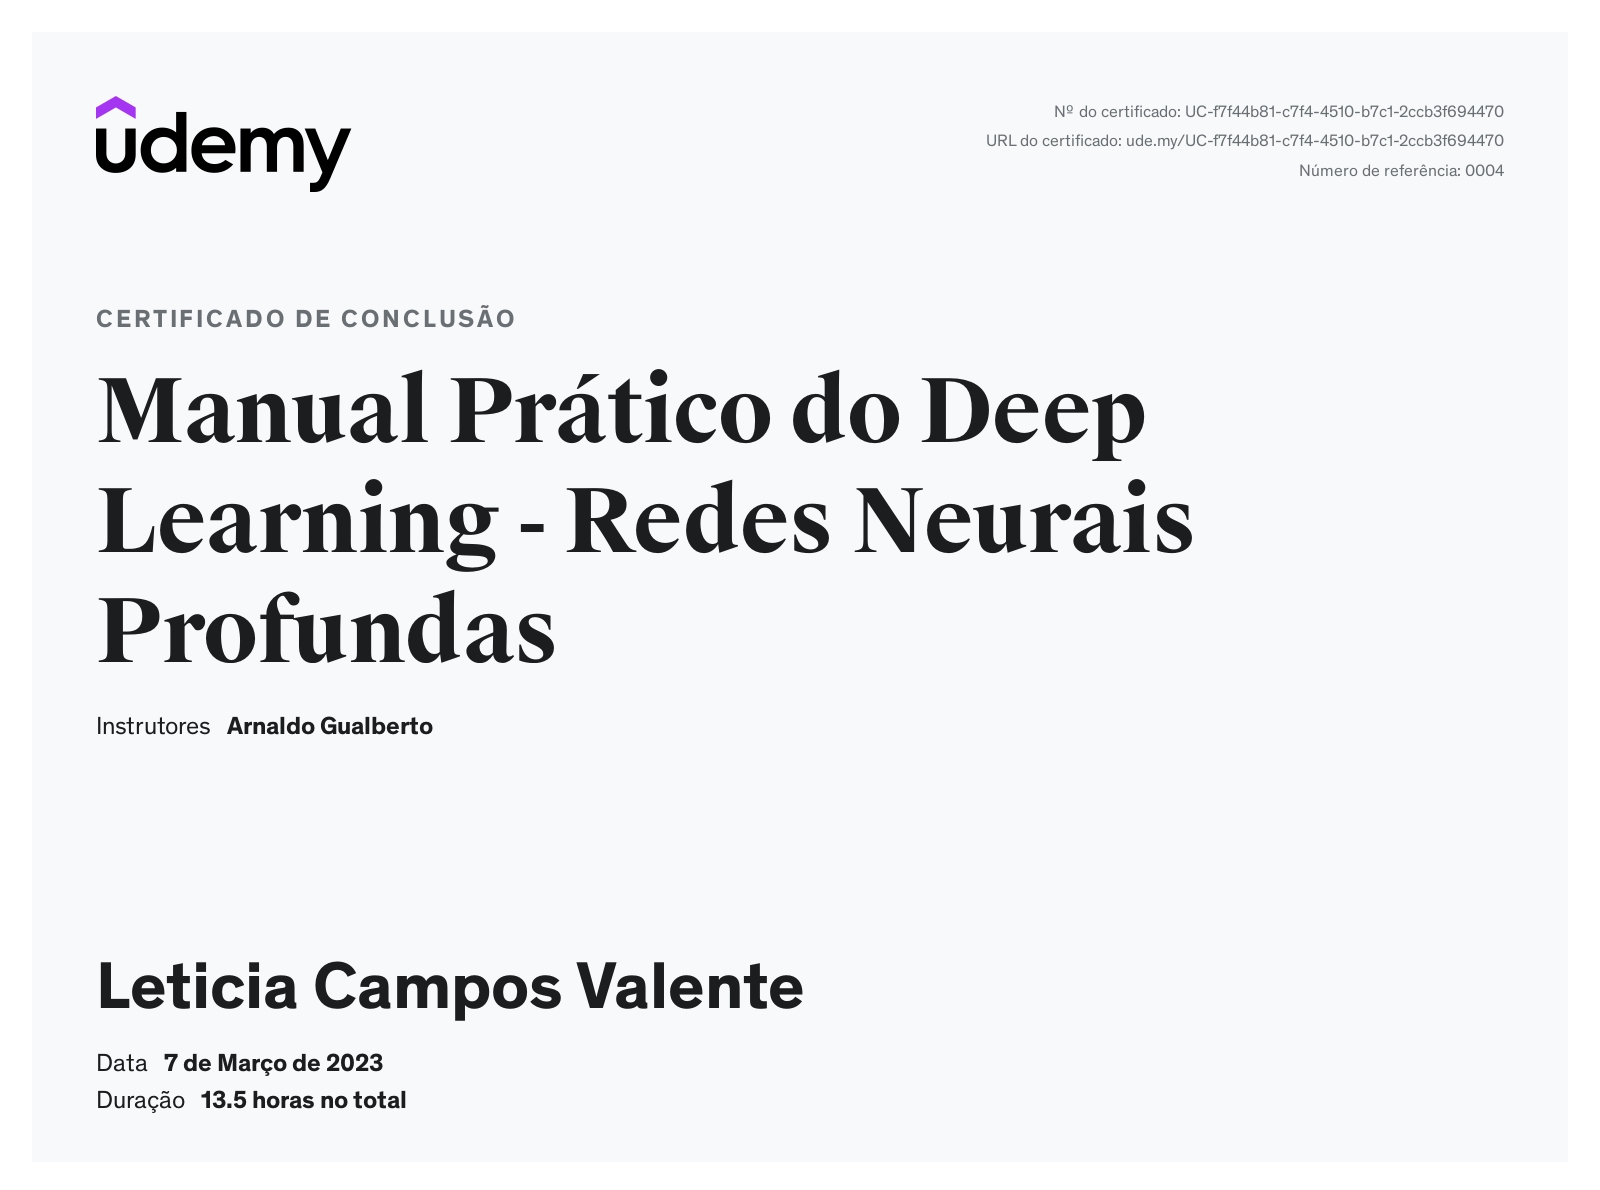 udemy
Nº do certificado: UC-f7f44b81-c7f4-4510-b7c1-2ccb3f694470
URL do certificado: ude.my/UC-f7f44b81-c7f4-4510-b7c1-2ccb3f694470
Número de referência: 0004
CERTIFICADO DE CONCLUSÃO
Manual Prático do Deep
Learning - Redes Neurais
Profundas
Instrutores Arnaldo Gualberto
Leticia Campos Valente
Data 7 de Março de 2023
Duração 13.5 horas no total